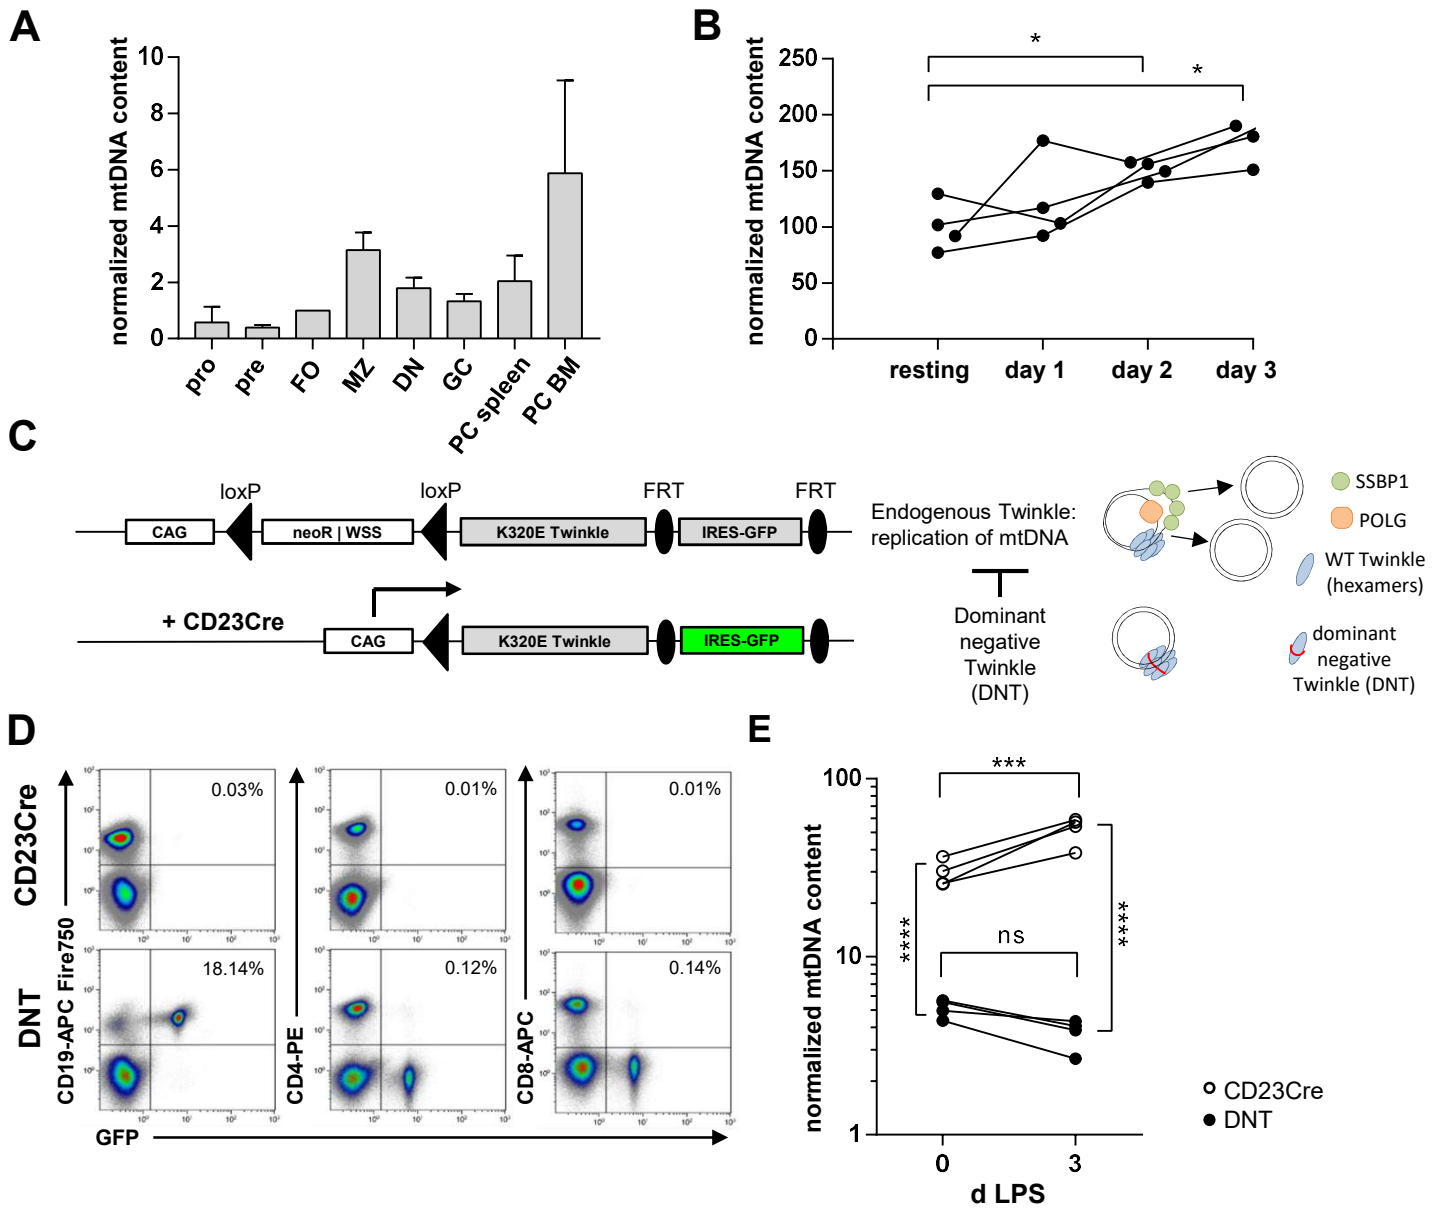 A
normalized mtDNA content
10
8
6
4
2
0
pro
pre
FO
MZ
DN
GC
PC spleen
PC BM
B
normalized mtDNA content
250
200
150
100
50
0
*
*
resting
day 1
day 2
day 3
C
loxP
loxP
FRT
FRT
CAG
neoR | WSS
K320E Twinkle
IRES-GFP
+ CD23Cre
CAG
K320E Twinkle
IRES-GFP
Endogenous Twinkle:
replication of mtDNA
Dominant
negative
Twinkle
(DNT)
SSBP1
POLG
WT Twinkle
(hexamers)
dominant
negative
Twinkle (DNT)
D
CD23Cre
DNT
CD19-APC Fire750
CD4-PE
CD8-APC
0.03%
0.01%
0.01%
18.14%
0.12%
0.14%
GFP
E
normalized mtDNA content
100
10
1
***
****
****
ns
0
3
d LPS
CD23Cre
DNT